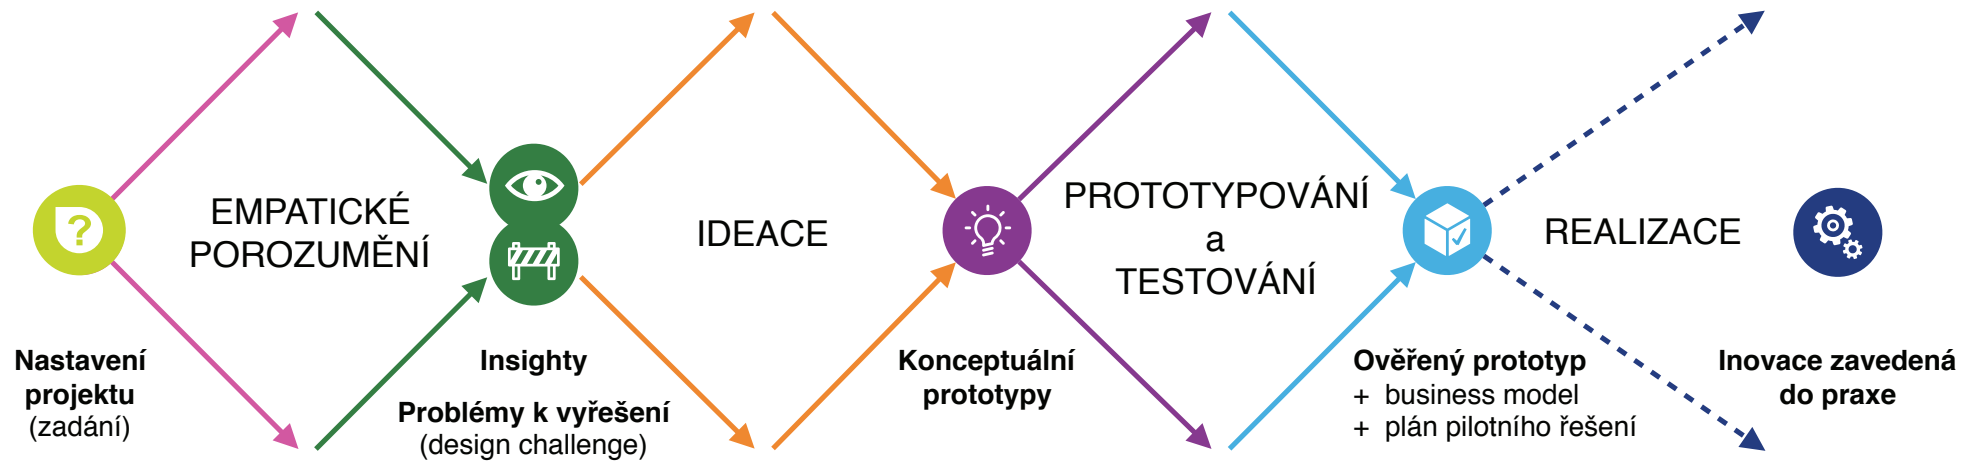 ?
EMPATICKÉ
POROZUMĚNÍ
IDEACE
PROTOTYPOVÁNÍ
a
TESTOVÁNÍ
REALIZACE
Nastavení
projektu
(zadání)
Insighty
Problémy k vyřešení
(design challenge)
Konceptuální
prototypy
Ověřený prototyp
+ business model
+ plán pilotního řešení
Inovace zavedená
do praxe